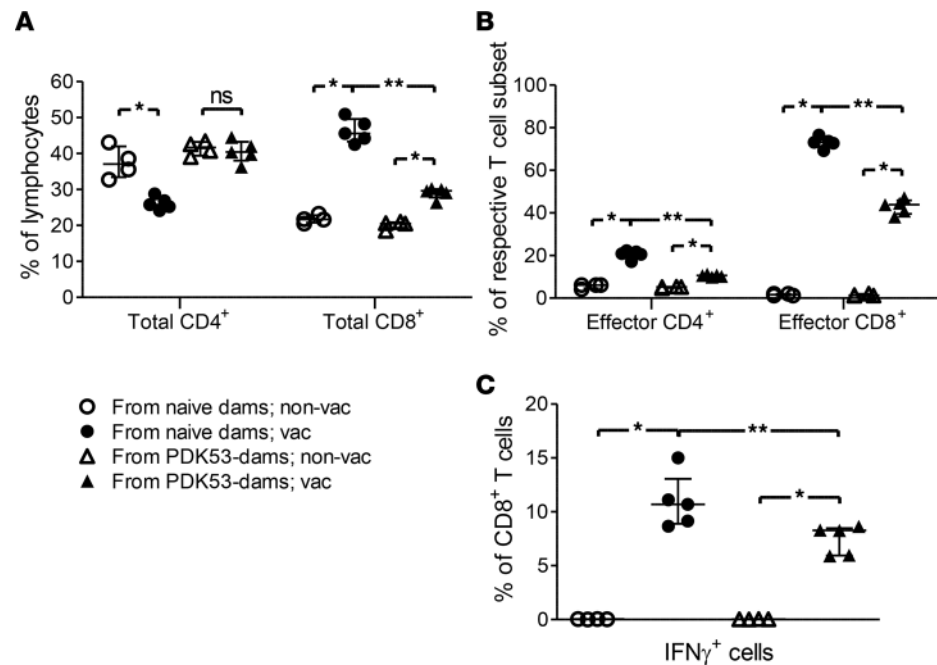 A
% of lymphocytes
60
50
40
30
20
10
0
*
ns
*
**
*
Total CD4⁺
Total CD8⁺
B
% of respective T cell subset
100
80
60
40
20
0
*
**
*
*
**
*
Effector CD4⁺
Effector CD8⁺
From naive dams; non-vac
From naive dams; vac
From PDK53-dams; non-vac
From PDK53-dams; vac
C
% of CD8⁺ T cells
20
15
10
5
0
*
**
*
IFNγ⁺ cells